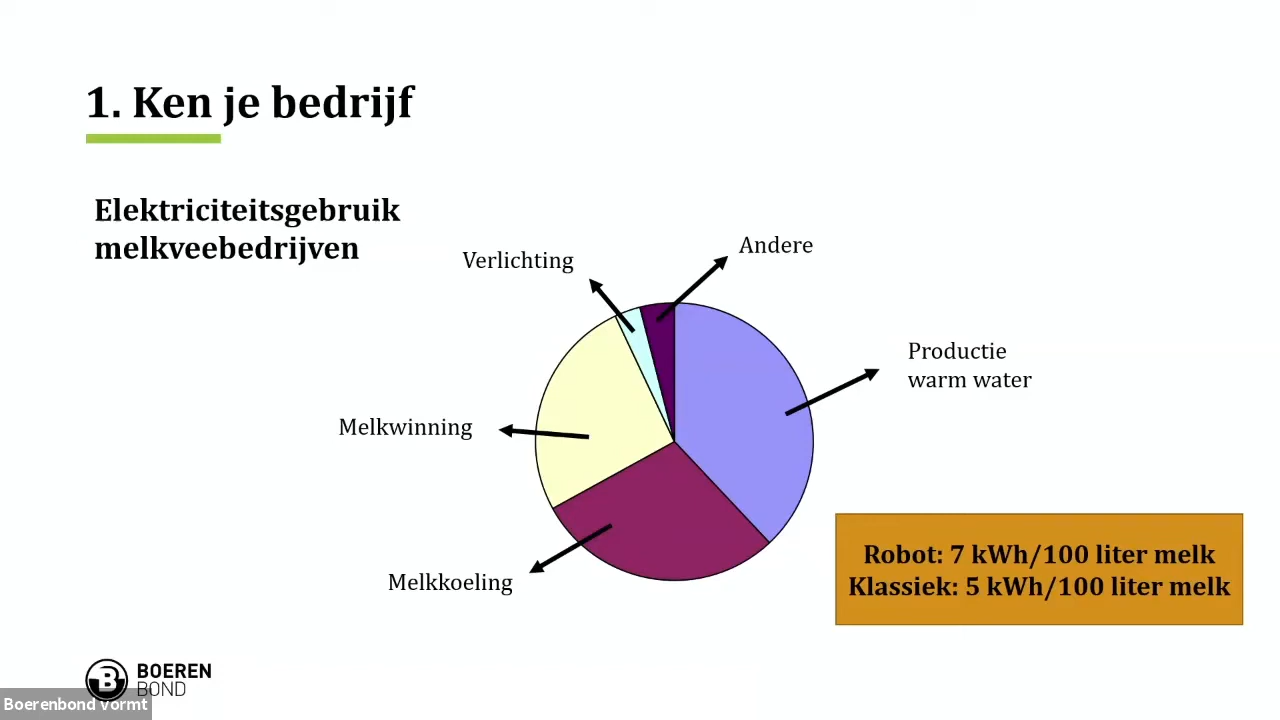 1. Ken je bedrijf
Elektriciteitsgebruik
melkveebedrijven
Verlichting
Andere
Productie
warm water
Melkwinning
Melkkoeling
Robot: 7 kWh/100 liter melk
Klassiek: 5 kWh/100 liter melk
B BOEREN
BOND
Boerenbond Vormt